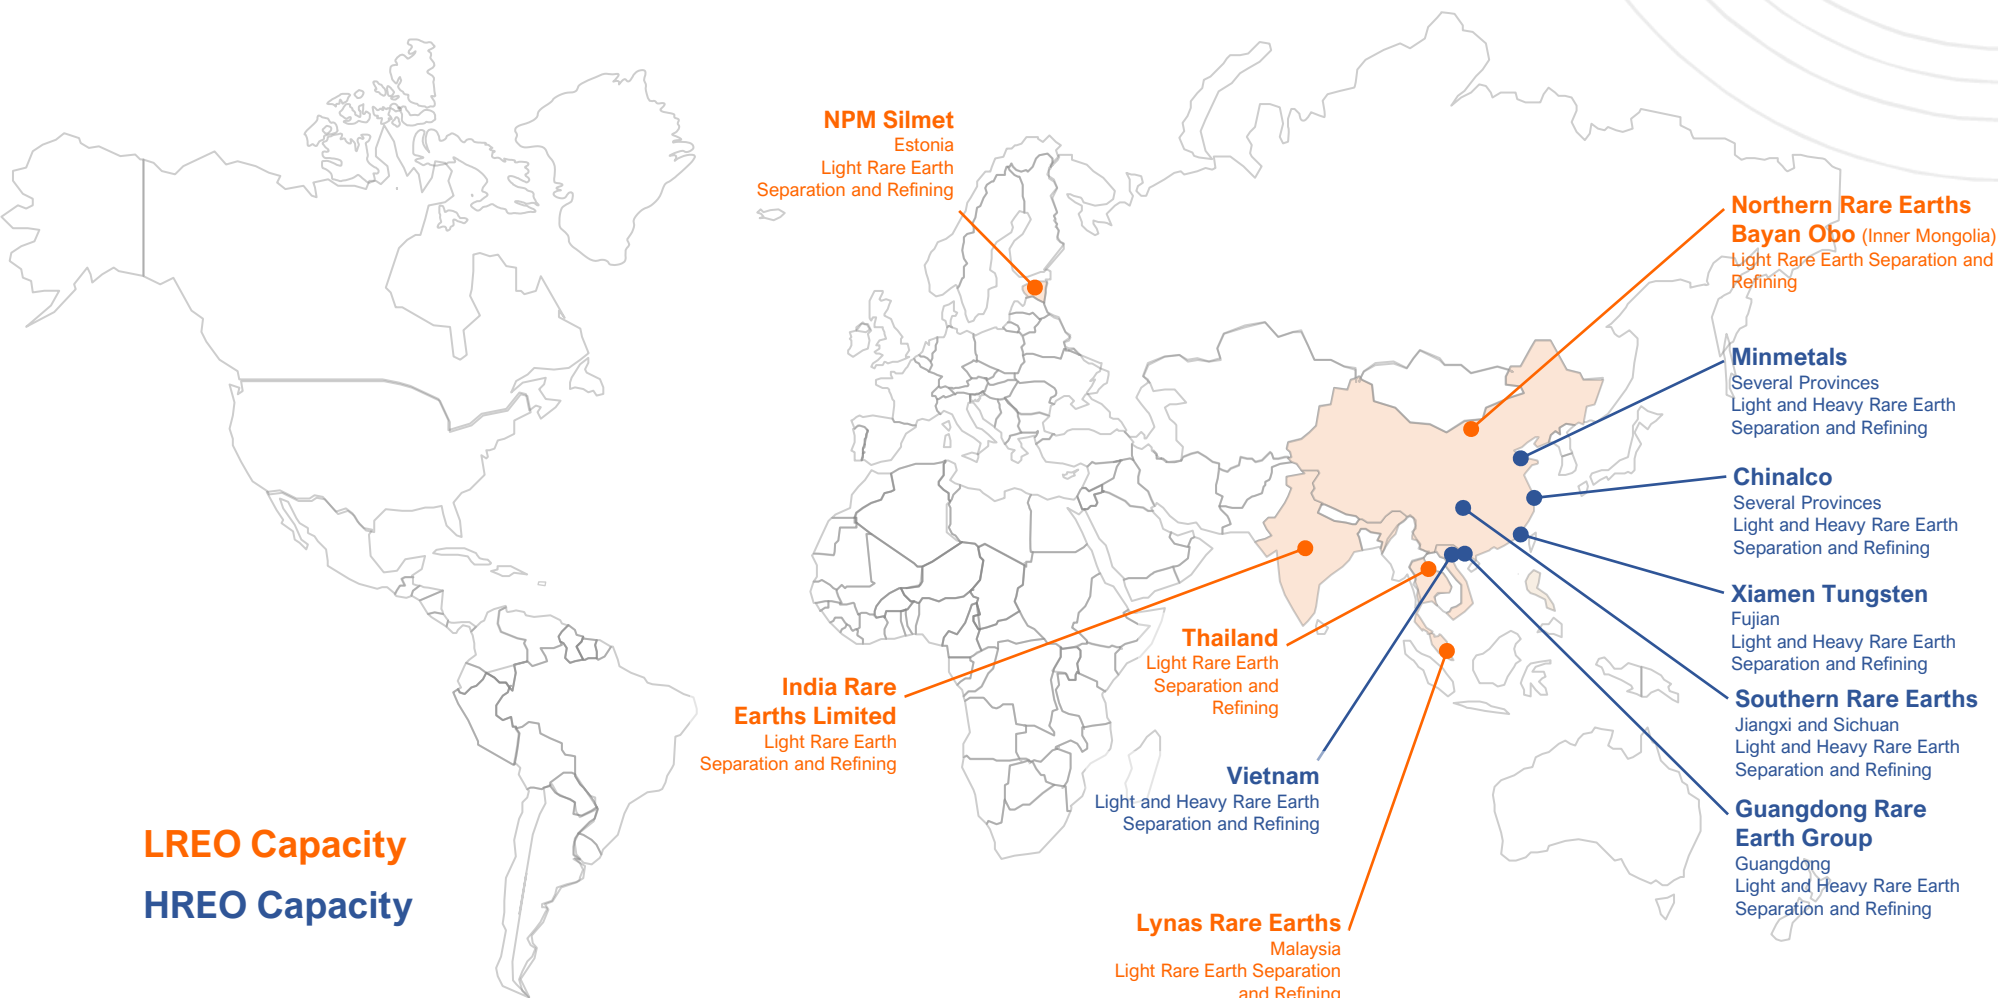 NPM Silmet
Estonia
Light Rare Earth
Separation and Refining
Northern Rare Earths
Bayan Obo (Inner Mongolia)
Light Rare Earth Separation and
Refining
Minmetals
Several Provinces
Light and Heavy Rare Earth
Separation and Refining
Chinalco
Several Provinces
Light and Heavy Rare Earth
Separation and Refining
Xiamen Tungsten
Fujian
Light and Heavy Rare Earth
Separation and Refining
Thailand
Light Rare Earth
Separation and
Refining
India Rare
Earths Limited
Light Rare Earth
Separation and Refining
Southern Rare Earths
Jiangxi and Sichuan
Light and Heavy Rare Earth
Separation and Refining
Vietnam
Light and Heavy Rare Earth
Separation and Refining
Guangdong Rare
Earth Group
Guangdong
Light and Heavy Rare Earth
Separation and Refining
LREO Capacity
HREO Capacity
Lynas Rare Earths
Malaysia
Light Rare Earth Separation
and Refining